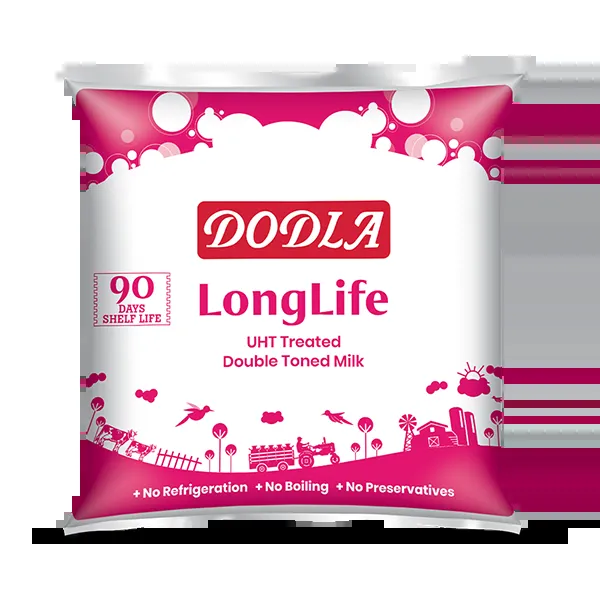 DODLA
90
DAYS
SHELF LIFE
LongLife
UHT Treated
Double Toned Milk
+ No Refrigeration + No Boiling + No Preservatives